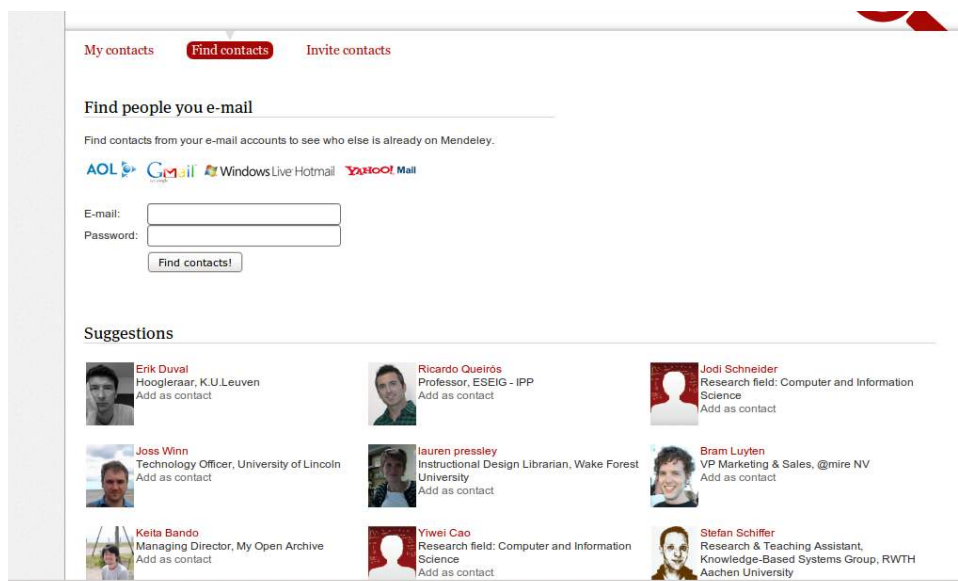 My contacts Find contacts Invite contacts
Find people you e-mail
Find contacts from your e-mail accounts to see who else is already on Mendeley.
AOL Gmail Windows Live Hotmail YAHOO! Mail
E-mail:
Password:
Find contacts!
Suggestions
Erik Duval
Hoogleraar, K.U.Leuven
Add as contact
Ricardo Queirós
Professor, ESEIG - IPP
Add as contact
Jodi Schneider
Research field: Computer and Information
Science
Add as contact
Joss Winn
Technology Officer, University of Lincoln
Add as contact
lauren pressley
Instructional Design Librarian, Wake Forest
University
Add as contact
Bram Luyten
VP Marketing & Sales, @mire NV
Add as contact
Keita Bando
Managing Director, My Open Archive
Add as contact
Yiwei Cao
Research field: Computer and Information
Science
Add as contact
Stefan Schiffer
Research & Teaching Assistant,
Knowledge-Based Systems Group, RWTH
Aachen University